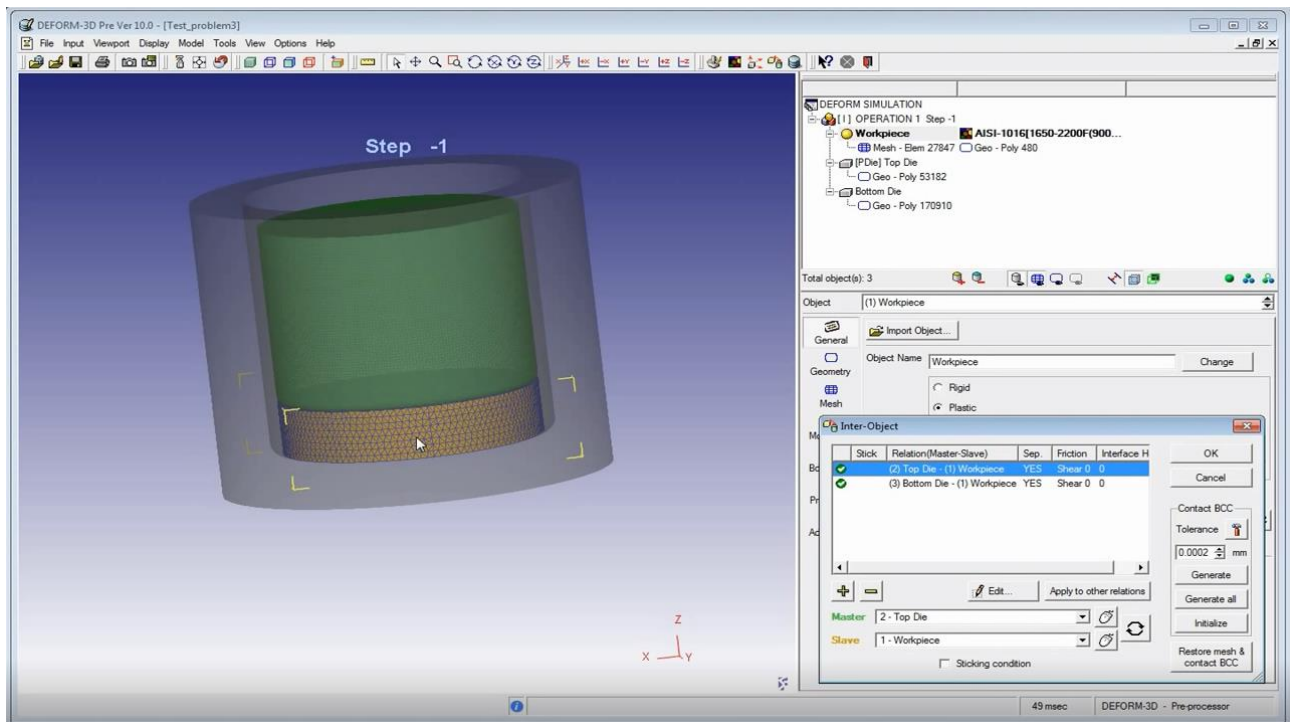 DEFORM-3D Pre Ver 10.0 - [Test_problem3]
File Input Viewport Display Model Tools View Options Help
Step -1
DEFORM SIMULATION
[1] OPERATION 1 Step -1
Workpiece AISI-1016[1650-2200F(900...
Mesh - Elem 27847 Geo - Poly 480
[PDie] Top Die
Geo - Poly 53182
Bottom Die
Geo - Poly 170910
Total object(s): 3
Object (1) Workpiece
General Import Object...
Geometry Object Name Workpiece Change
Mesh Rigid
Plastic
Inter-Object
Stick Relation(Master-Slave) Sep. Friction Interface H OK
(2) Top Die - (1) Workpiece YES Shear 0 0
(3) Bottom Die - (1) Workpiece YES Shear 0 0
Cancel
Contact BCC
Tolerance
0.0002 mm
Generate
Edit... Apply to other relations Generate all
Master 2 - Top Die Initialize
Slave 1 - Workpiece
Sticking condition
Restore mesh &
contact BCC
Z
X Y
49 msec DEFORM-3D - Pre-processor